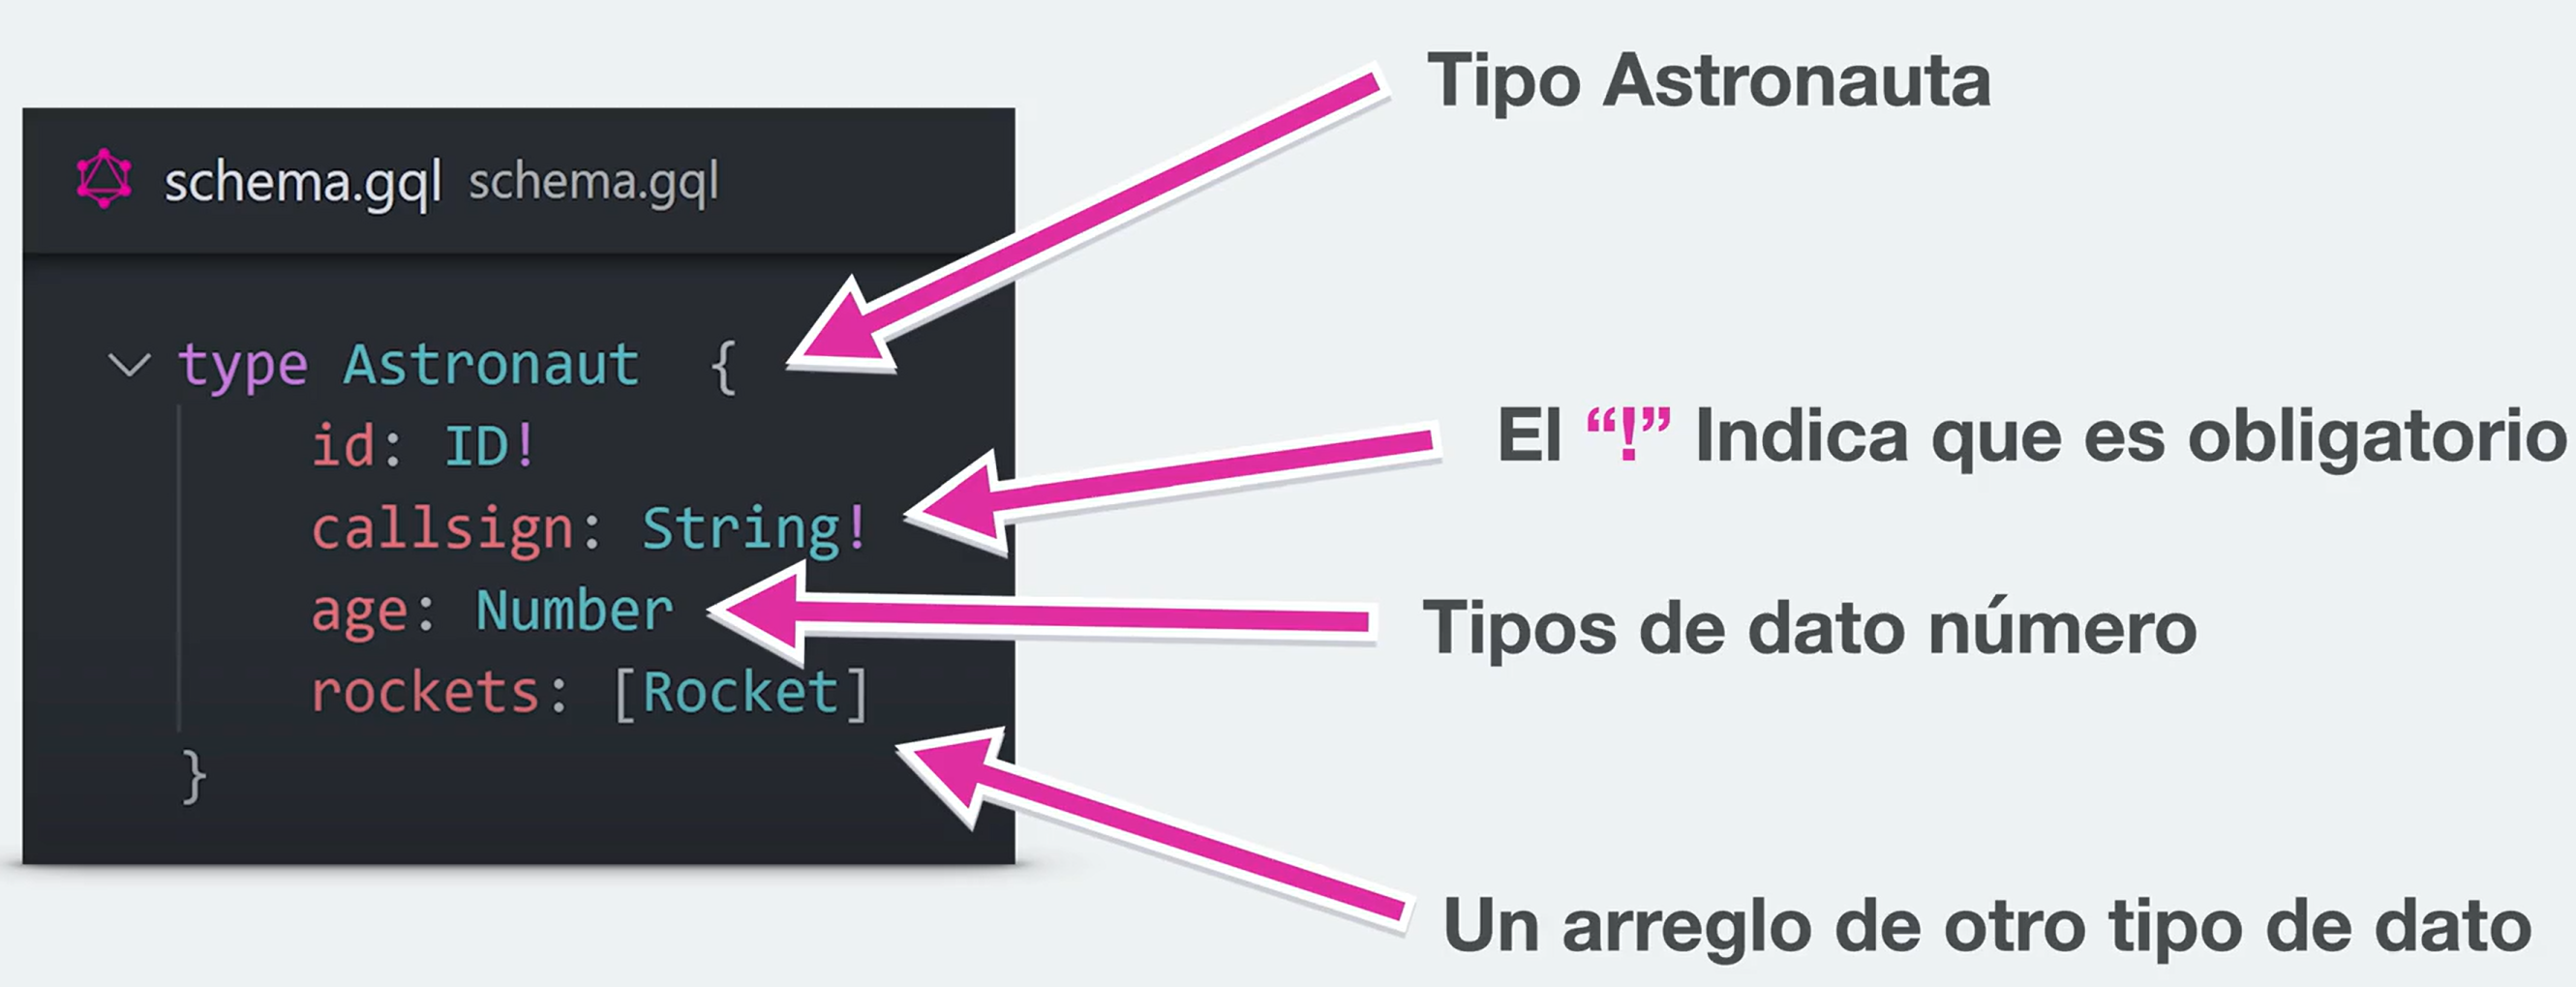 schema.gql schema.gql
type Astronaut {
id: ID!
callsign: String!
age: Number
rockets: [Rocket]
}
Tipo Astronauta
El “!” Indica que es obligatorio
Tipos de dato número
Un arreglo de otro tipo de dato